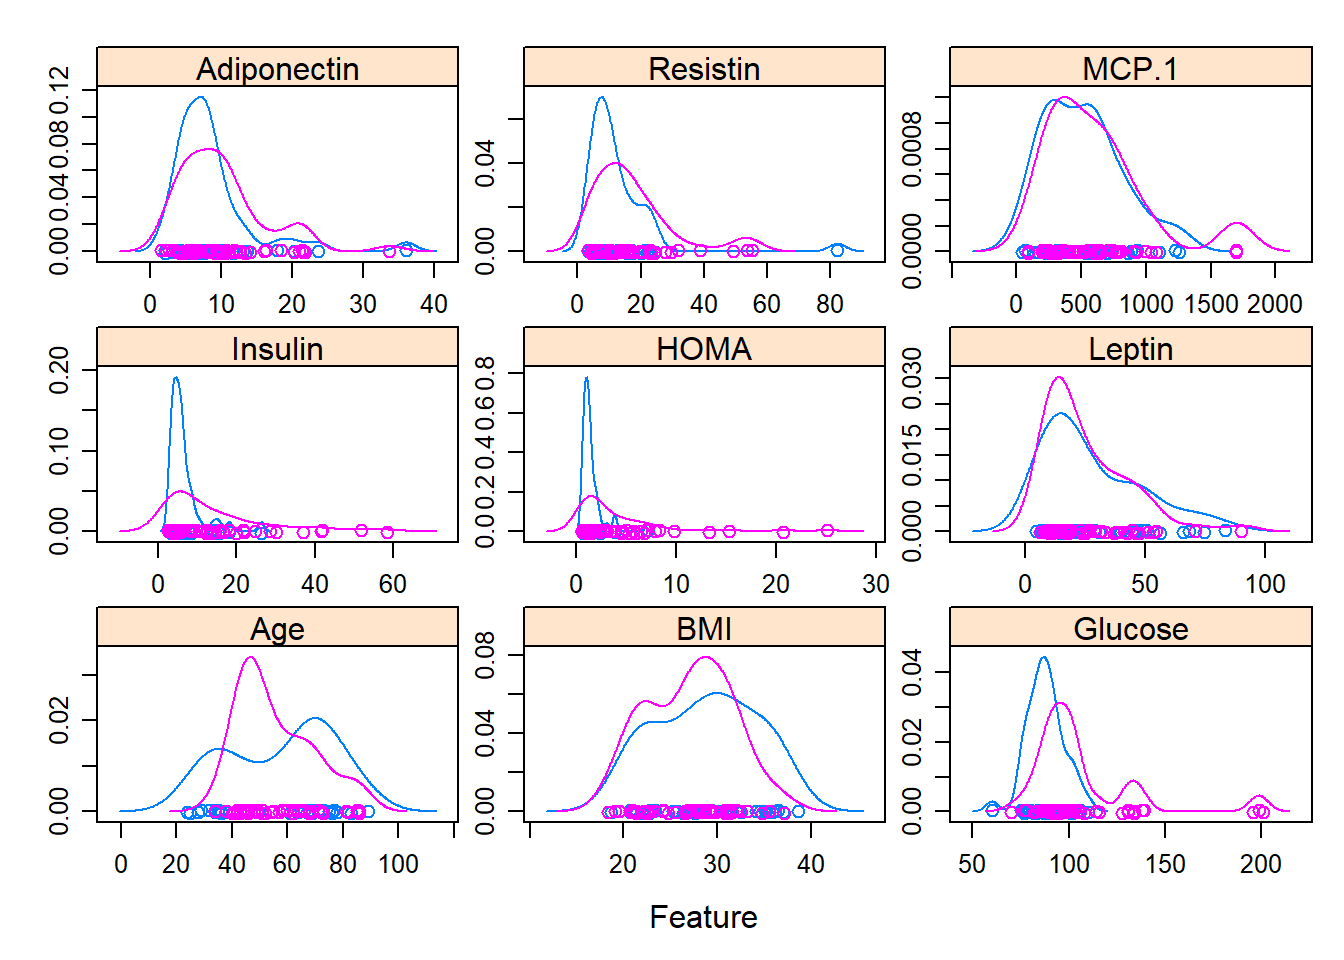 Adiponectin
0.00 0.04 0.08 0.12
0 10 20 30 40
Resistin
0.00 0.04
0 20 40 60 80
MCP.1
0.0000 0.0008
0 500 1000 1500 2000
Insulin
0.00 0.10 0.20
0 20 40 60
HOMA
0.0 0.2 0.4 0.6 0.8
0 10 20 30
Leptin
0.000 0.015 0.030
0 50 100
Age
0.00 0.02
0 20 40 60 80 100
BMI
0.00 0.04 0.08
20 30 40
Glucose
0.00 0.02 0.04
50 100 150 200
Feature